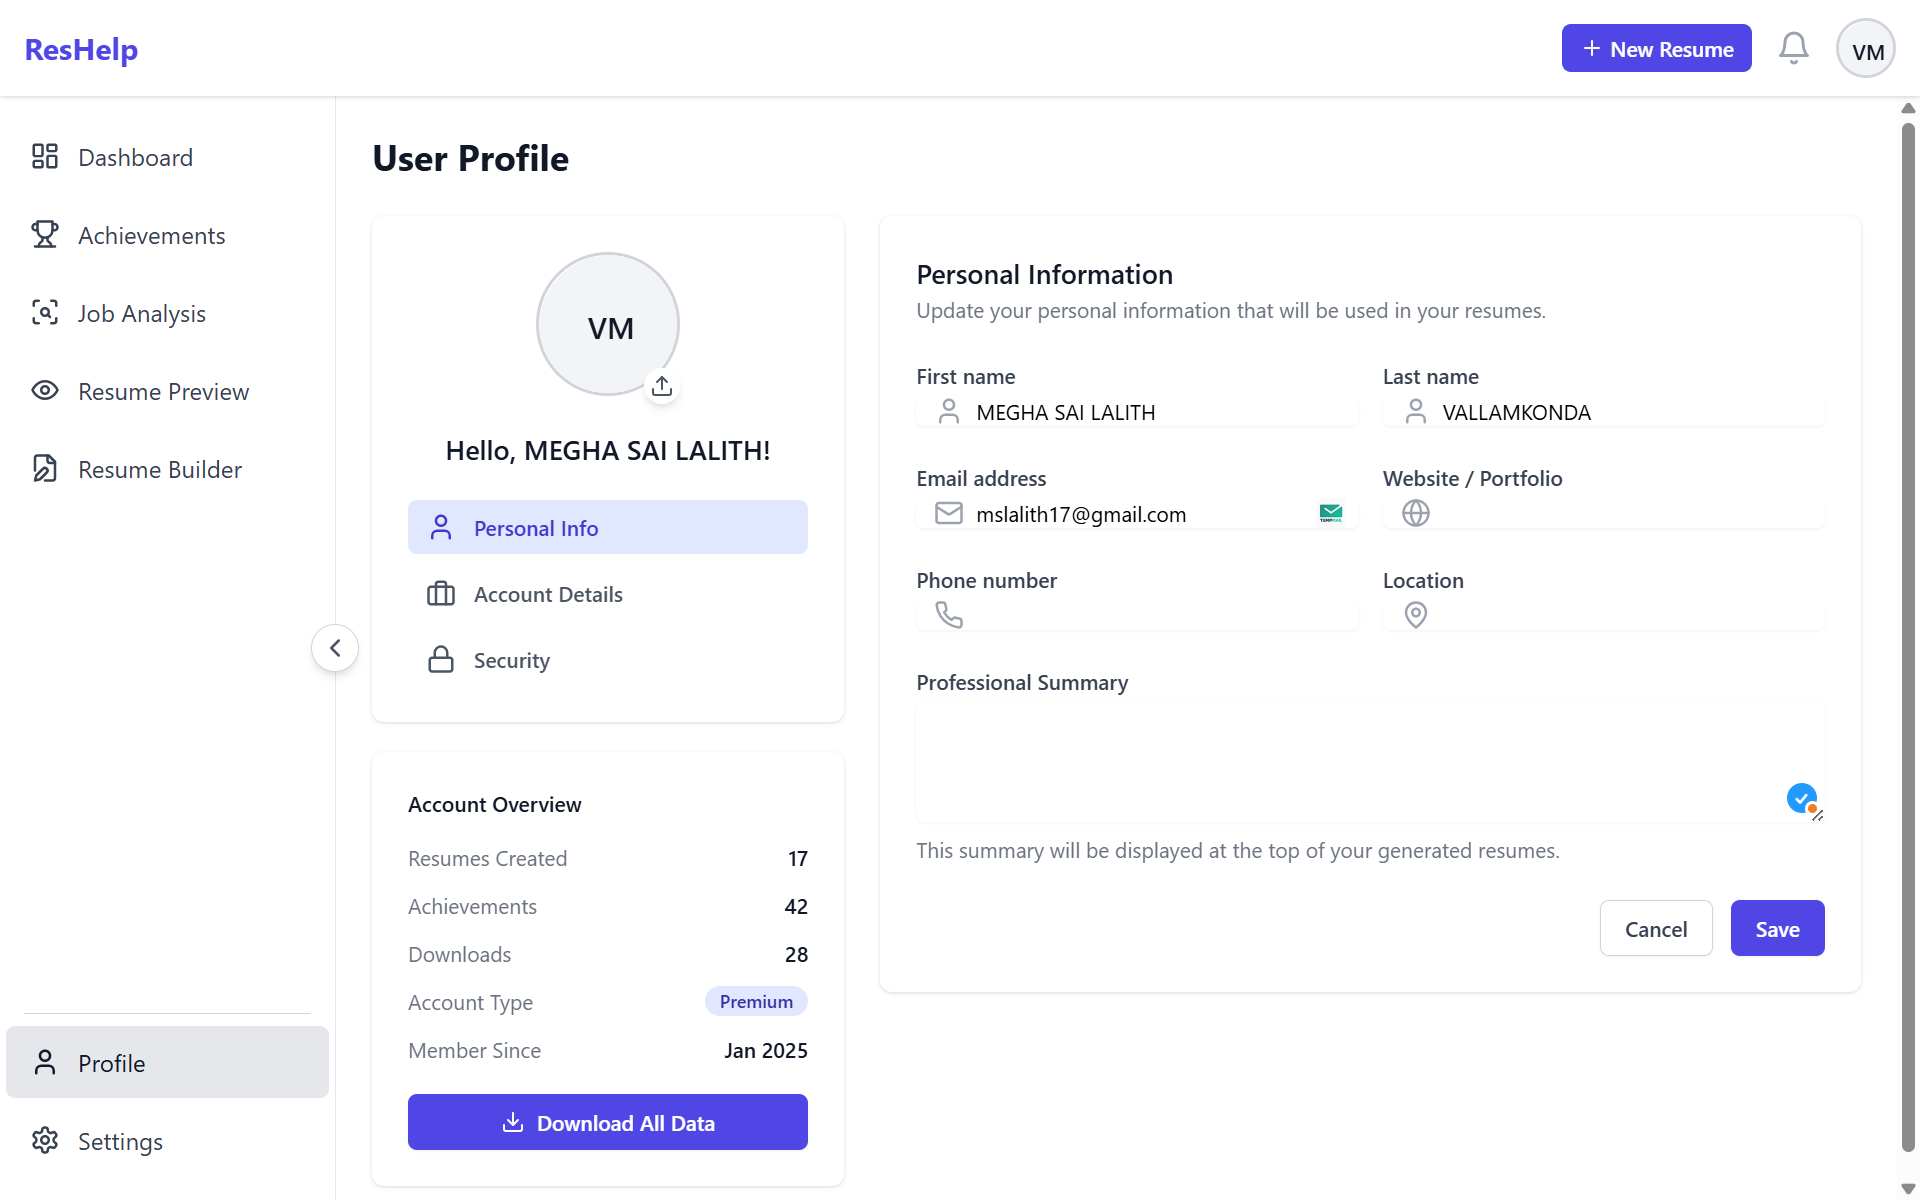 ResHelp
New Resume
VM
Dashboard
Achievements
Job Analysis
Resume Preview
Resume Builder
Profile
Settings
User Profile
VM
Hello, MEGHA SAI LALITH!
Personal Info
Account Details
Security
Account Overview
Resumes Created 17
Achievements 42
Downloads 28
Account Type Premium
Member Since Jan 2025
Download All Data
Personal Information
Update your personal information that will be used in your resumes.
First name Last name
MEGHA SAI LALITH VALLAMKONDA
Email address Website / Portfolio
mslalith17@gmail.com
Phone number Location
Professional Summary
This summary will be displayed at the top of your generated resumes.
Cancel Save